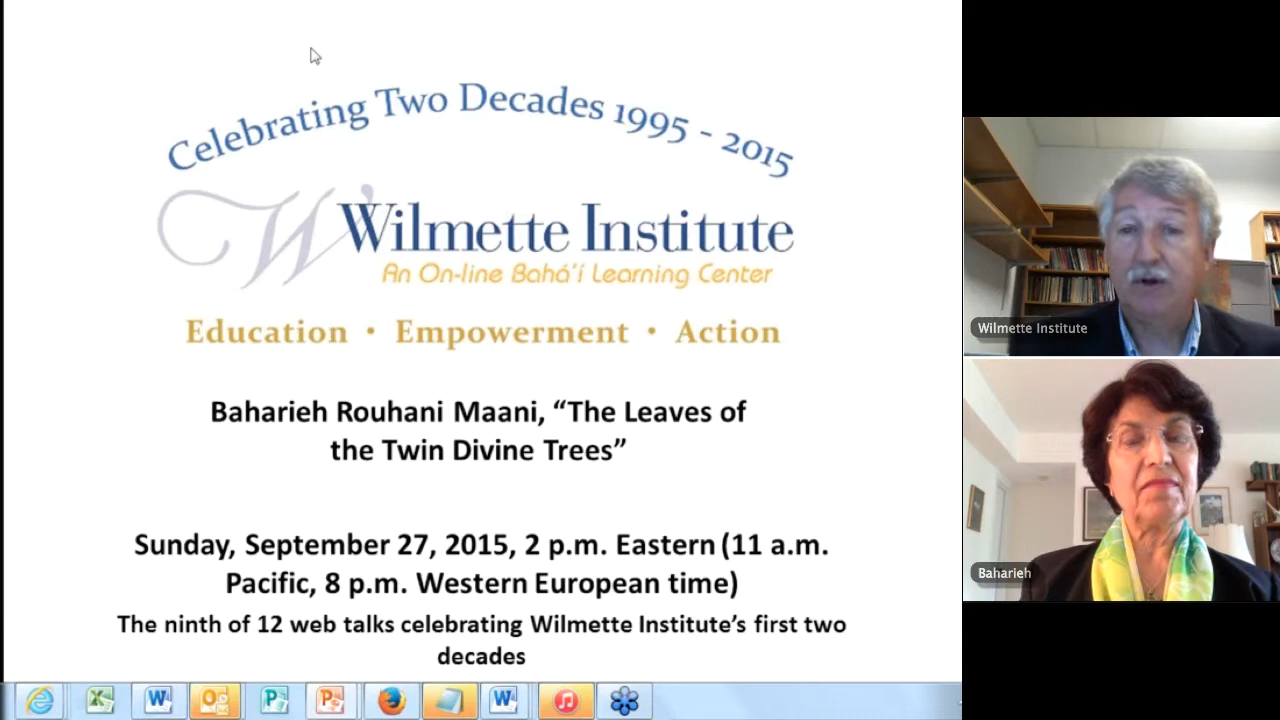 Celebrating Two Decades 1995 - 2015
Wilmette Institute
An On-line Bahá'í Learning Center
Education • Empowerment • Action
Baharieh Rouhani Maani, “The Leaves of
the Twin Divine Trees”
Sunday, September 27, 2015, 2 p.m. Eastern (11 a.m.
Pacific, 8 p.m. Western European time)
The ninth of 12 web talks celebrating Wilmette Institute’s first two
decades
Wilmette Institute
Baharieh